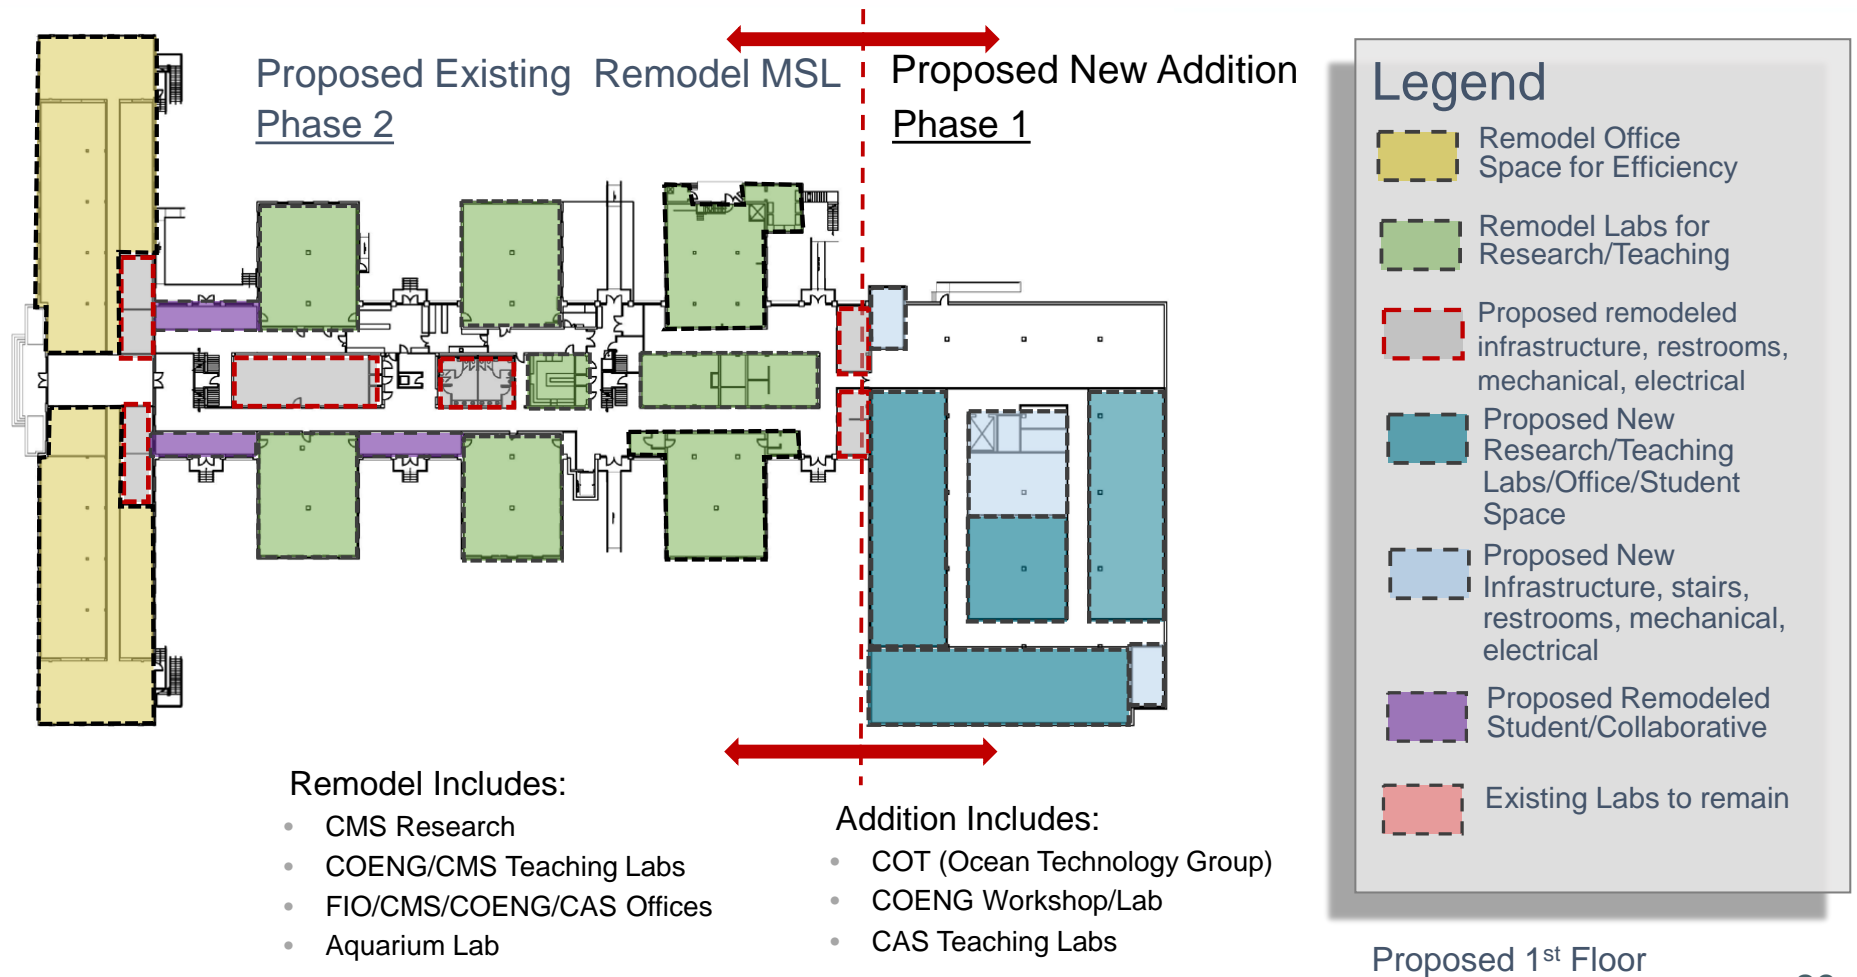 Proposed Existing Remodel MSL
Phase 2
Proposed New Addition
Phase 1
Legend
Remodel Office
Space for Efficiency
Remodel Labs for
Research/Teaching
Proposed remodeled
infrastructure, restrooms,
mechanical, electrical
Proposed New
Research/Teaching
Labs/Office/Student
Space
Proposed New
Infrastructure, stairs,
restrooms, mechanical,
electrical
Proposed Remodeled
Student/Collaborative
Existing Labs to remain
Remodel Includes:
• CMS Research
• COENG/CMS Teaching Labs
• FIO/CMS/COENG/CAS Offices
• Aquarium Lab
Addition Includes:
• COT (Ocean Technology Group)
• COENG Workshop/Lab
• CAS Teaching Labs
Proposed 1st Floor